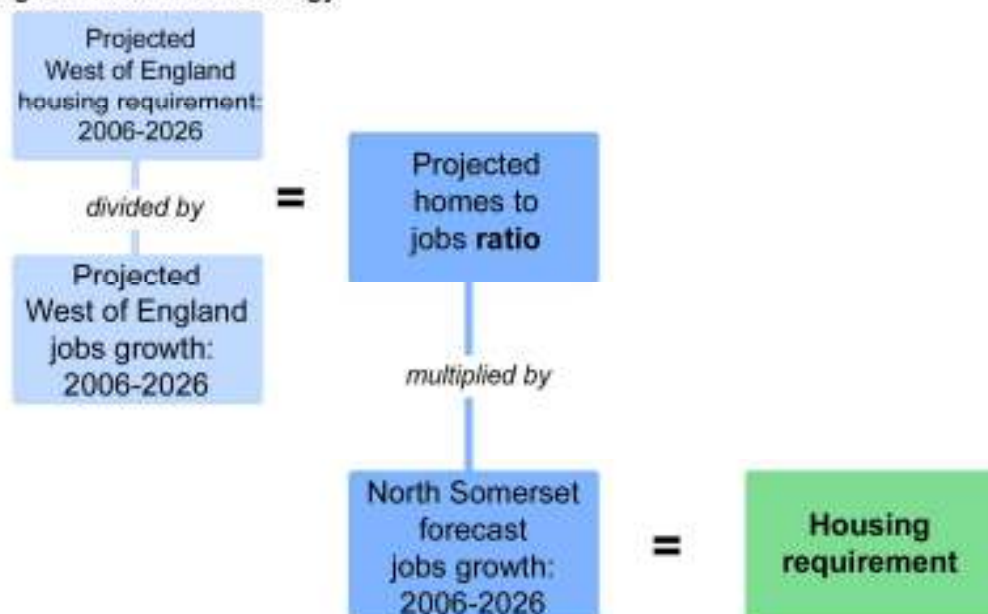 Projected
West of England
housing requirement:
2006-2026
divided by
=
Projected
West of England
jobs growth:
2006-2026
Projected
homes to
jobs ratio
multiplied by
North Somerset
forecast
jobs growth:
2006-2026
=
Housing
requirement